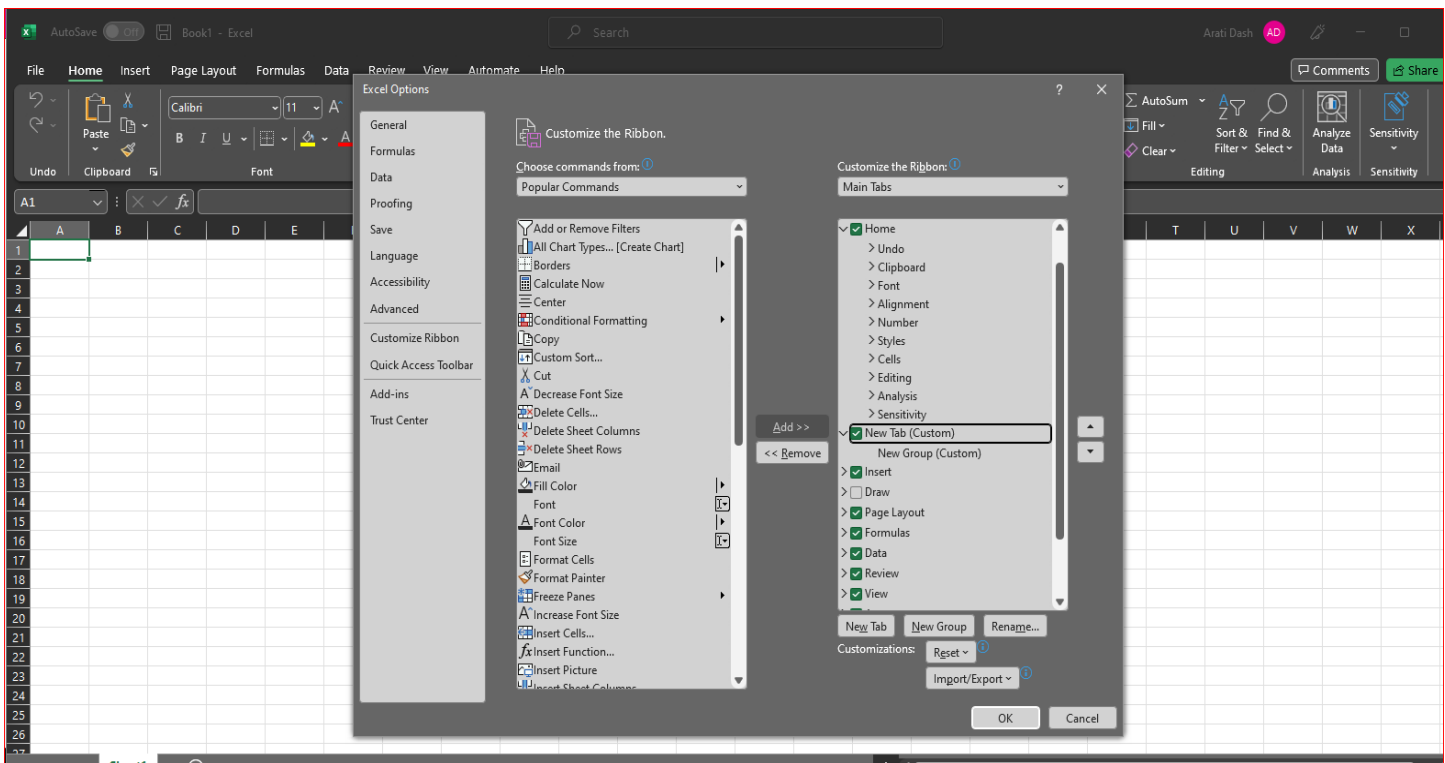 AutoSave Off Book1 - Excel Search Arati Dash AD
File Home Insert Page Layout Formulas Data Review View Automate Help Comments Share
Calibri 11 A
Paste B I U A
Undo Clipboard Font
AutoSum
Fill
Clear
Sort & Filter Find & Select
Editing
Analyze Data
Analysis
Sensitivity
Sensitivity
A1 fx
A B C D E T U V W X
1
2
3
4
5
6
7
8
9
10
11
12
13
14
15
16
17
18
19
20
21
22
23
24
25
26
27
Excel Options ? X
General
Formulas
Data
Proofing
Save
Language
Accessibility
Advanced
Customize Ribbon
Quick Access Toolbar
Add-ins
Trust Center
Customize the Ribbon.
Choose commands from:
Popular Commands
Add or Remove Filters
All Chart Types... [Create Chart]
Borders
Calculate Now
Center
Conditional Formatting
Copy
Custom Sort...
Cut
Decrease Font Size
Delete Cells...
Delete Sheet Columns
Delete Sheet Rows
Email
Fill Color
Font
Font Color
Font Size
Format Cells
Format Painter
Freeze Panes
Increase Font Size
Insert Cells...
Insert Function...
Insert Picture
Insert Sheet Columns
Add >>
<< Remove
Customize the Ribbon:
Main Tabs
Home
Undo
Clipboard
Font
Alignment
Number
Styles
Cells
Editing
Analysis
Sensitivity
New Tab (Custom)
New Group (Custom)
Insert
Draw
Page Layout
Formulas
Data
Review
View
New Tab New Group Rename...
Customizations: Reset
Import/Export
OK Cancel